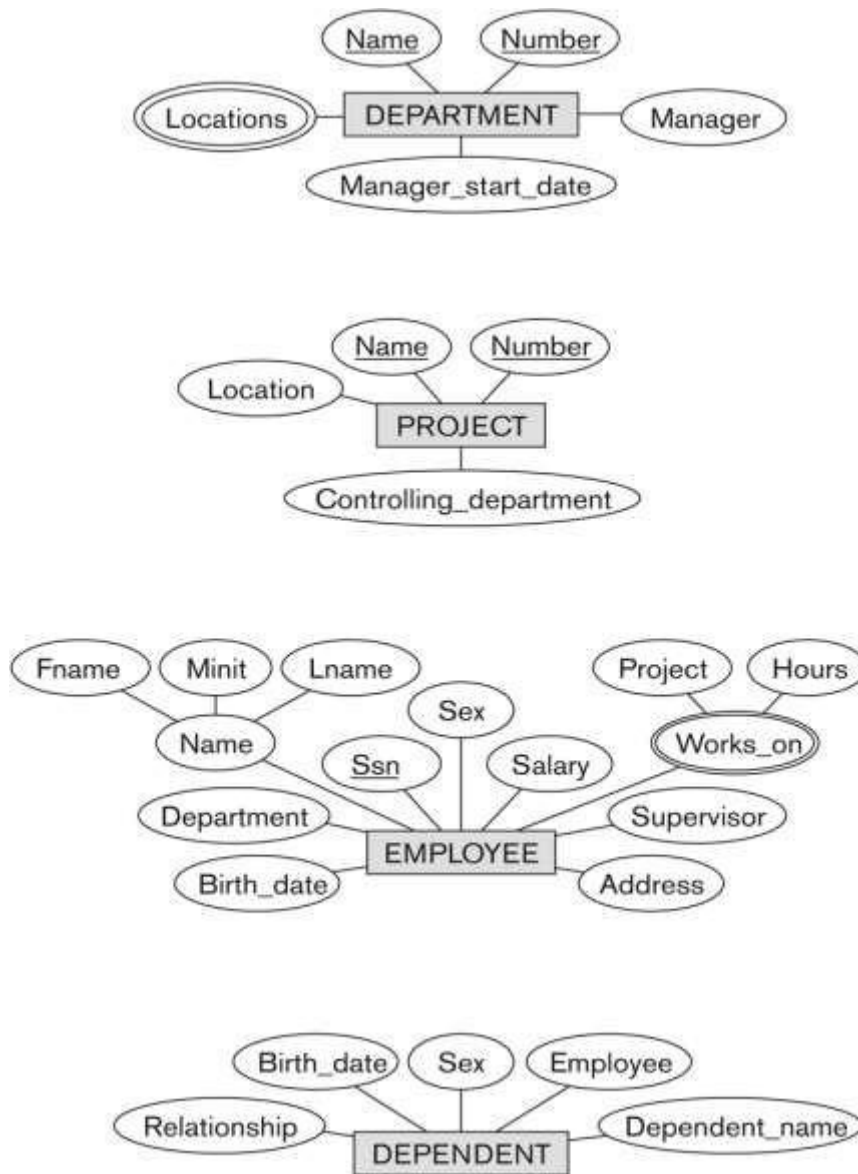 Name
Number
Locations
DEPARTMENT
Manager
Manager_start_date
Name
Number
Location
PROJECT
Controlling_department
Fname
Minit
Lname
Project
Hours
Sex
Name
Works_on
Ssn
Salary
Department
Supervisor
EMPLOYEE
Birth_date
Address
Birth_date
Sex
Employee
Relationship
Dependent_name
DEPENDENT